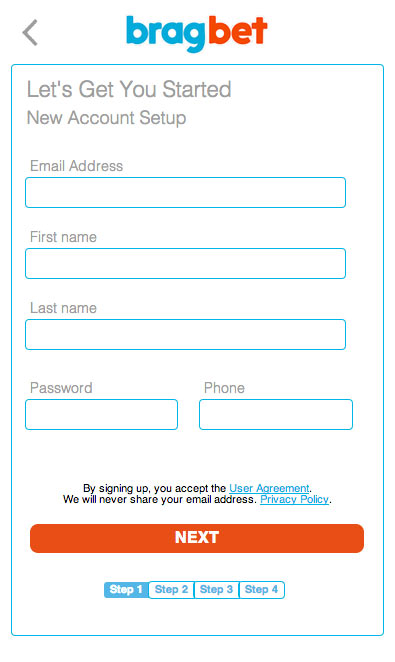 bragbet
Let's Get You Started
New Account Setup
Email Address
First name
Last name
Password Phone
By signing up, you accept the User Agreement.
We will never share your email address. Privacy Policy.
NEXT
Step 1 Step 2 Step 3 Step 4